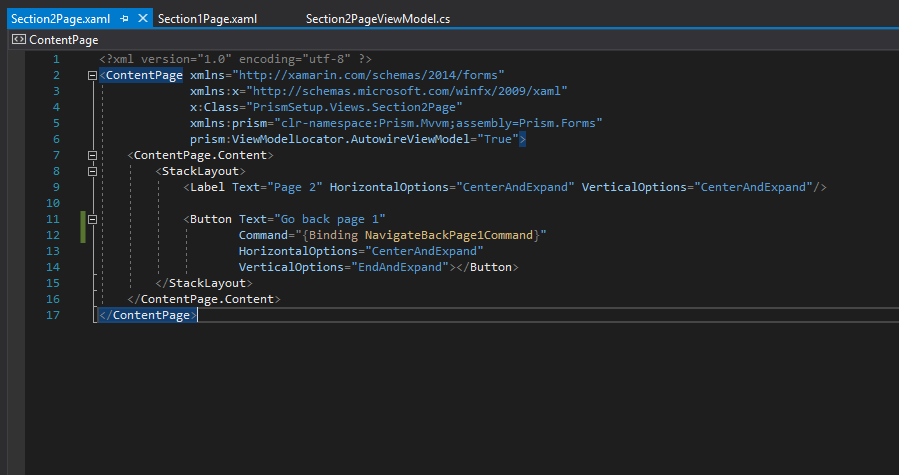 Section2Page.xaml Section1Page.xaml Section2PageViewModel.cs
ContentPage
1 <?xml version="1.0" encoding="utf-8" ?>
2 <ContentPage xmlns="http://xamarin.com/schemas/2014/forms"
3 xmlns:x="http://schemas.microsoft.com/winfx/2009/xaml"
4 x:Class="PrismSetup.Views.Section2Page"
5 xmlns:prism="clr-namespace:Prism.Mvvm;assembly=Prism.Forms"
6 prism:ViewModelLocator.AutowireViewModel="True">
7 <ContentPage.Content>
8 <StackLayout>
9 <Label Text="Page 2" HorizontalOptions="CenterAndExpand" VerticalOptions="CenterAndExpand"/>
10
11 <Button Text="Go back page 1"
12 Command="{Binding NavigateBackPage1Command}"
13 HorizontalOptions="CenterAndExpand"
14 VerticalOptions="EndAndExpand"></Button>
15 </StackLayout>
16 </ContentPage.Content>
17 </ContentPage>